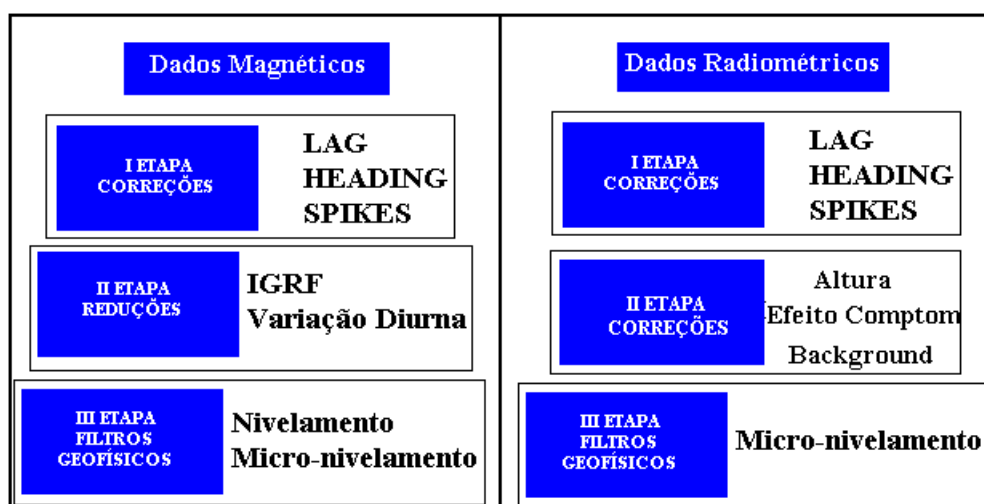 Dados Magnéticos
I ETAPA
CORREÇÕES
LAG
HEADING
SPIKES
II ETAPA
REDUÇÕES
IGRF
Variação Diurna
III ETAPA
FILTROS
GEOFÍSICOS
Nivelamento
Micro-nivelamento
Dados Radiométricos
I ETAPA
CORREÇÕES
LAG
HEADING
SPIKES
II ETAPA
CORREÇÕES
Altura
Efeito Comptom
Background
III ETAPA
FILTROS
GEOFÍSICOS
Micro-nivelamento